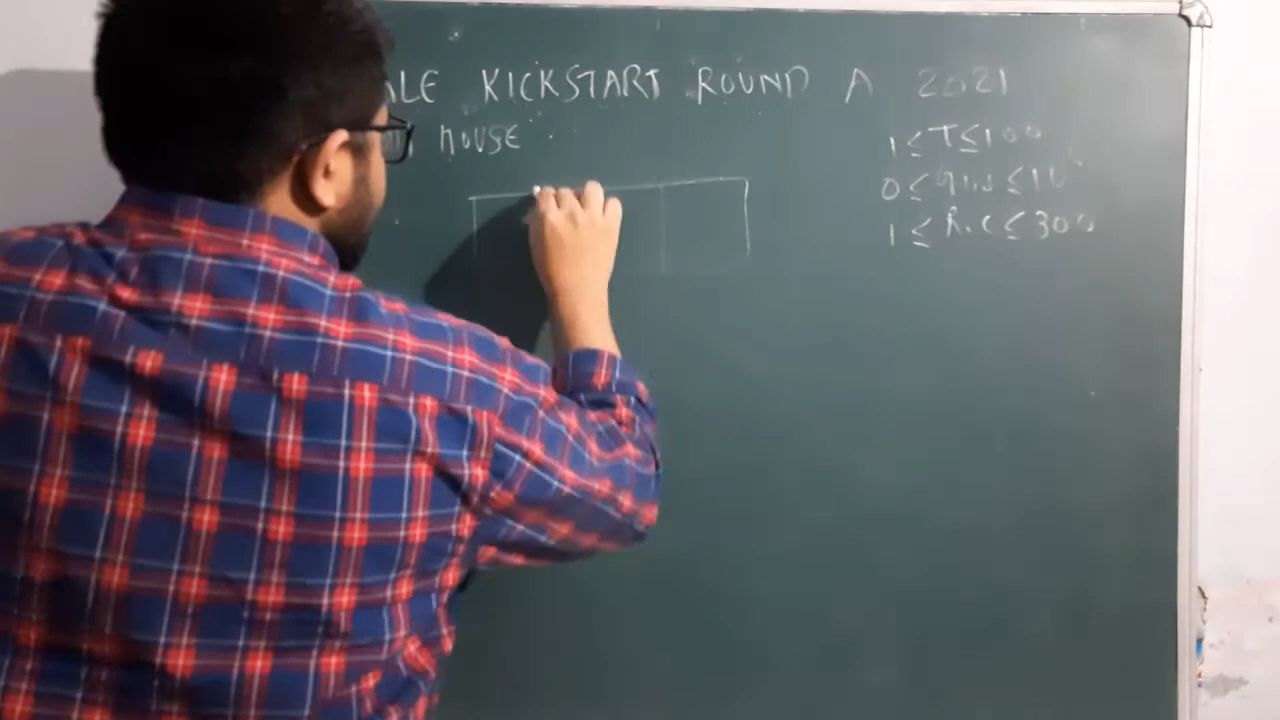 LE KICKSTART ROUND A 2021
HOUSE
1 ≤ T ≤ 100
0 ≤
1 ≤ R, C ≤ 300